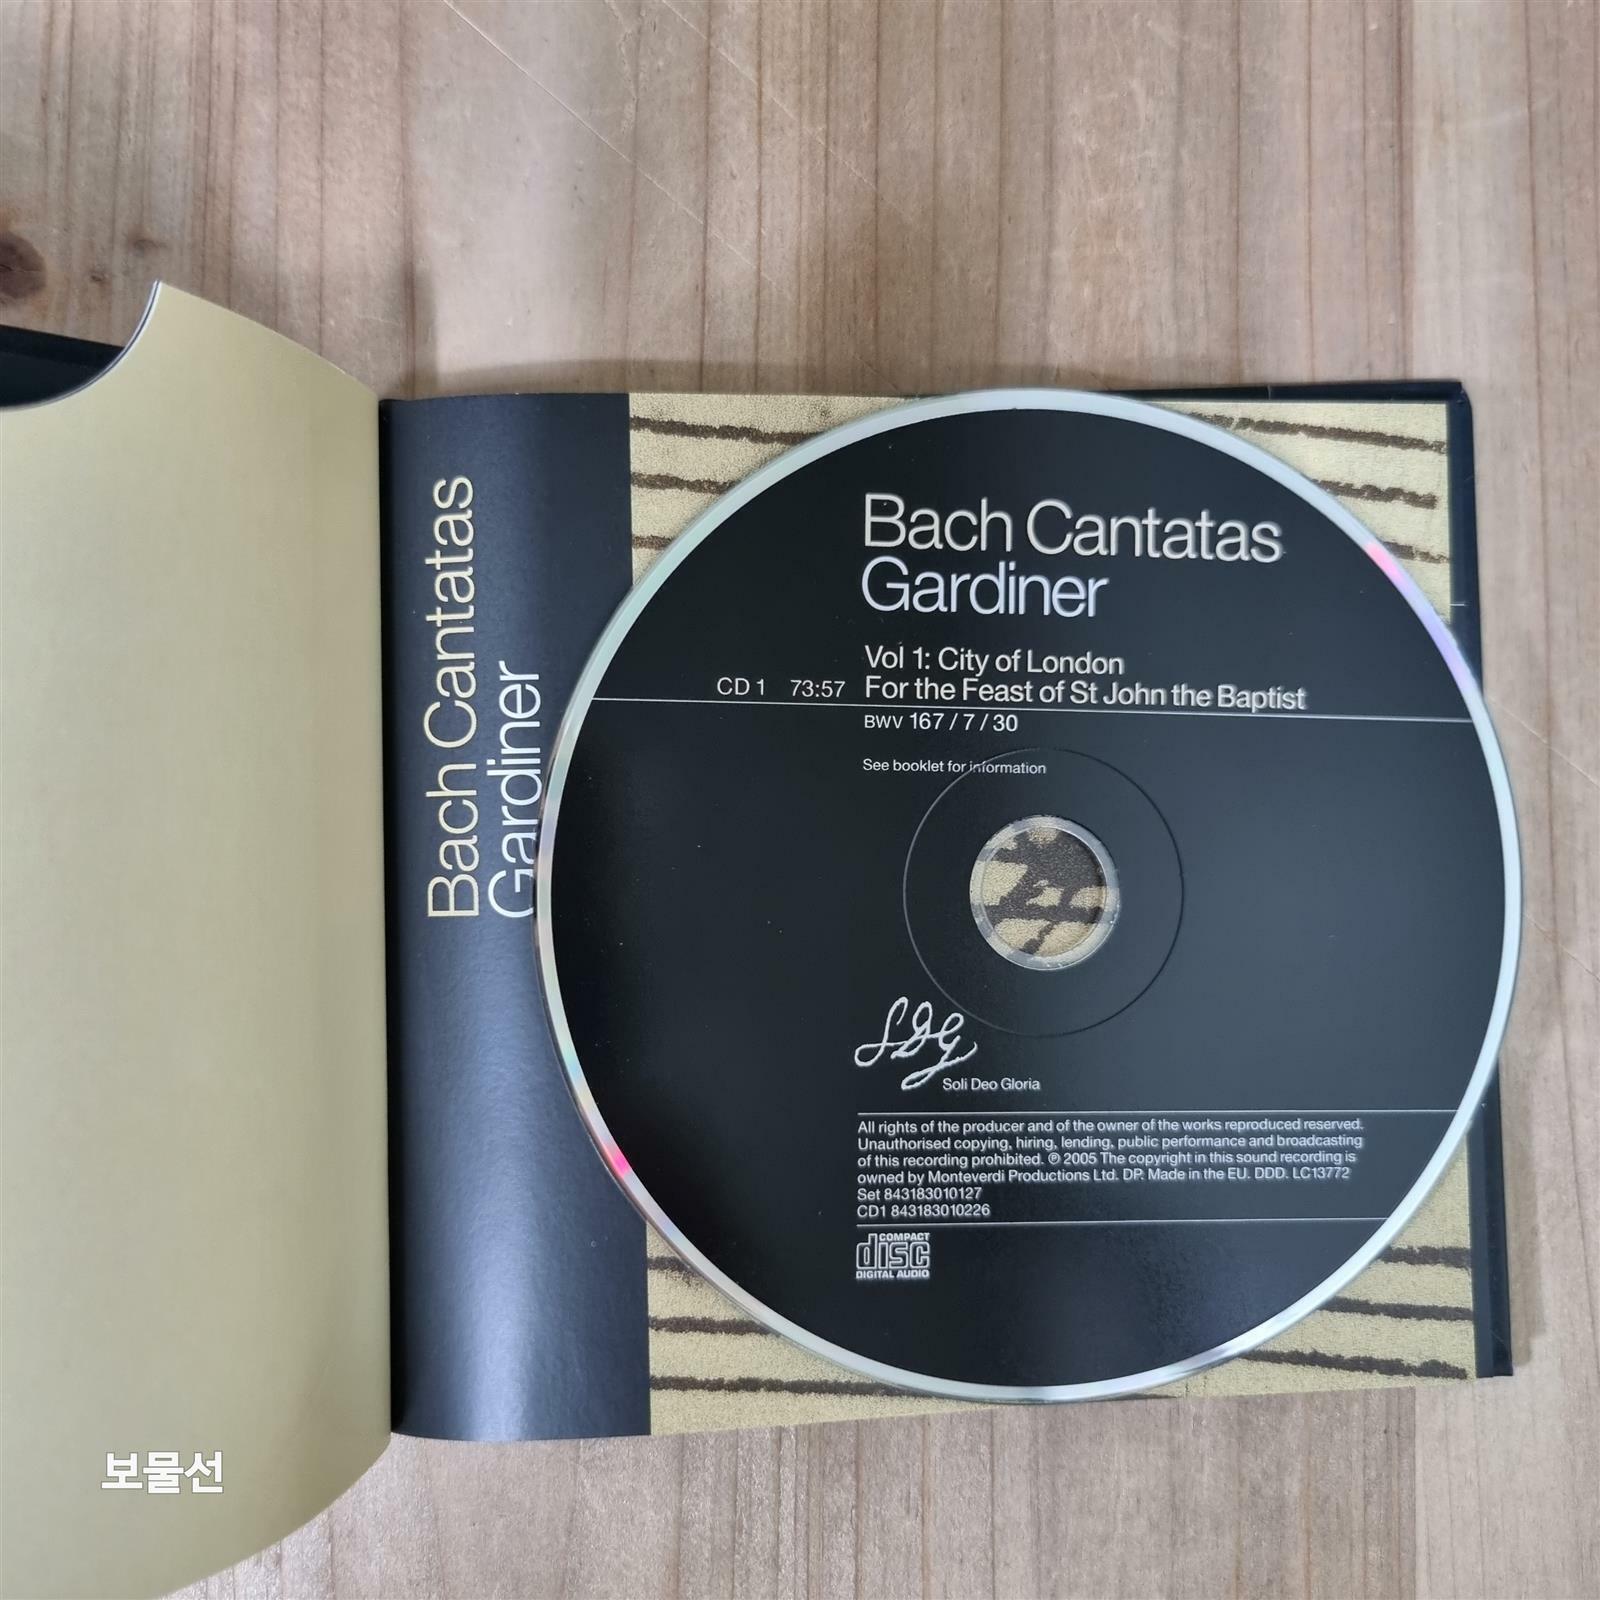 Bach Cantatas
Gardiner
Bach Cantatas
Gardiner
Vol 1: City of London
CD 1 73:57 For the Feast of St John the Baptist
BWV 167 / 7 / 30
See booklet for information
SDG
Soli Deo Gloria
All rights of the producer and of the owner of the works reproduced reserved.
Unauthorised copying, hiring, lending, public performance and broadcasting
of this recording prohibited. ℗ 2005 The copyright in this sound recording is
owned by Monteverdi Productions Ltd. DP. Made in the EU. DDD. LC13772
Set 843183010127
CD1 843183010226
COMPACT
disc
DIGITAL AUDIO
보물선